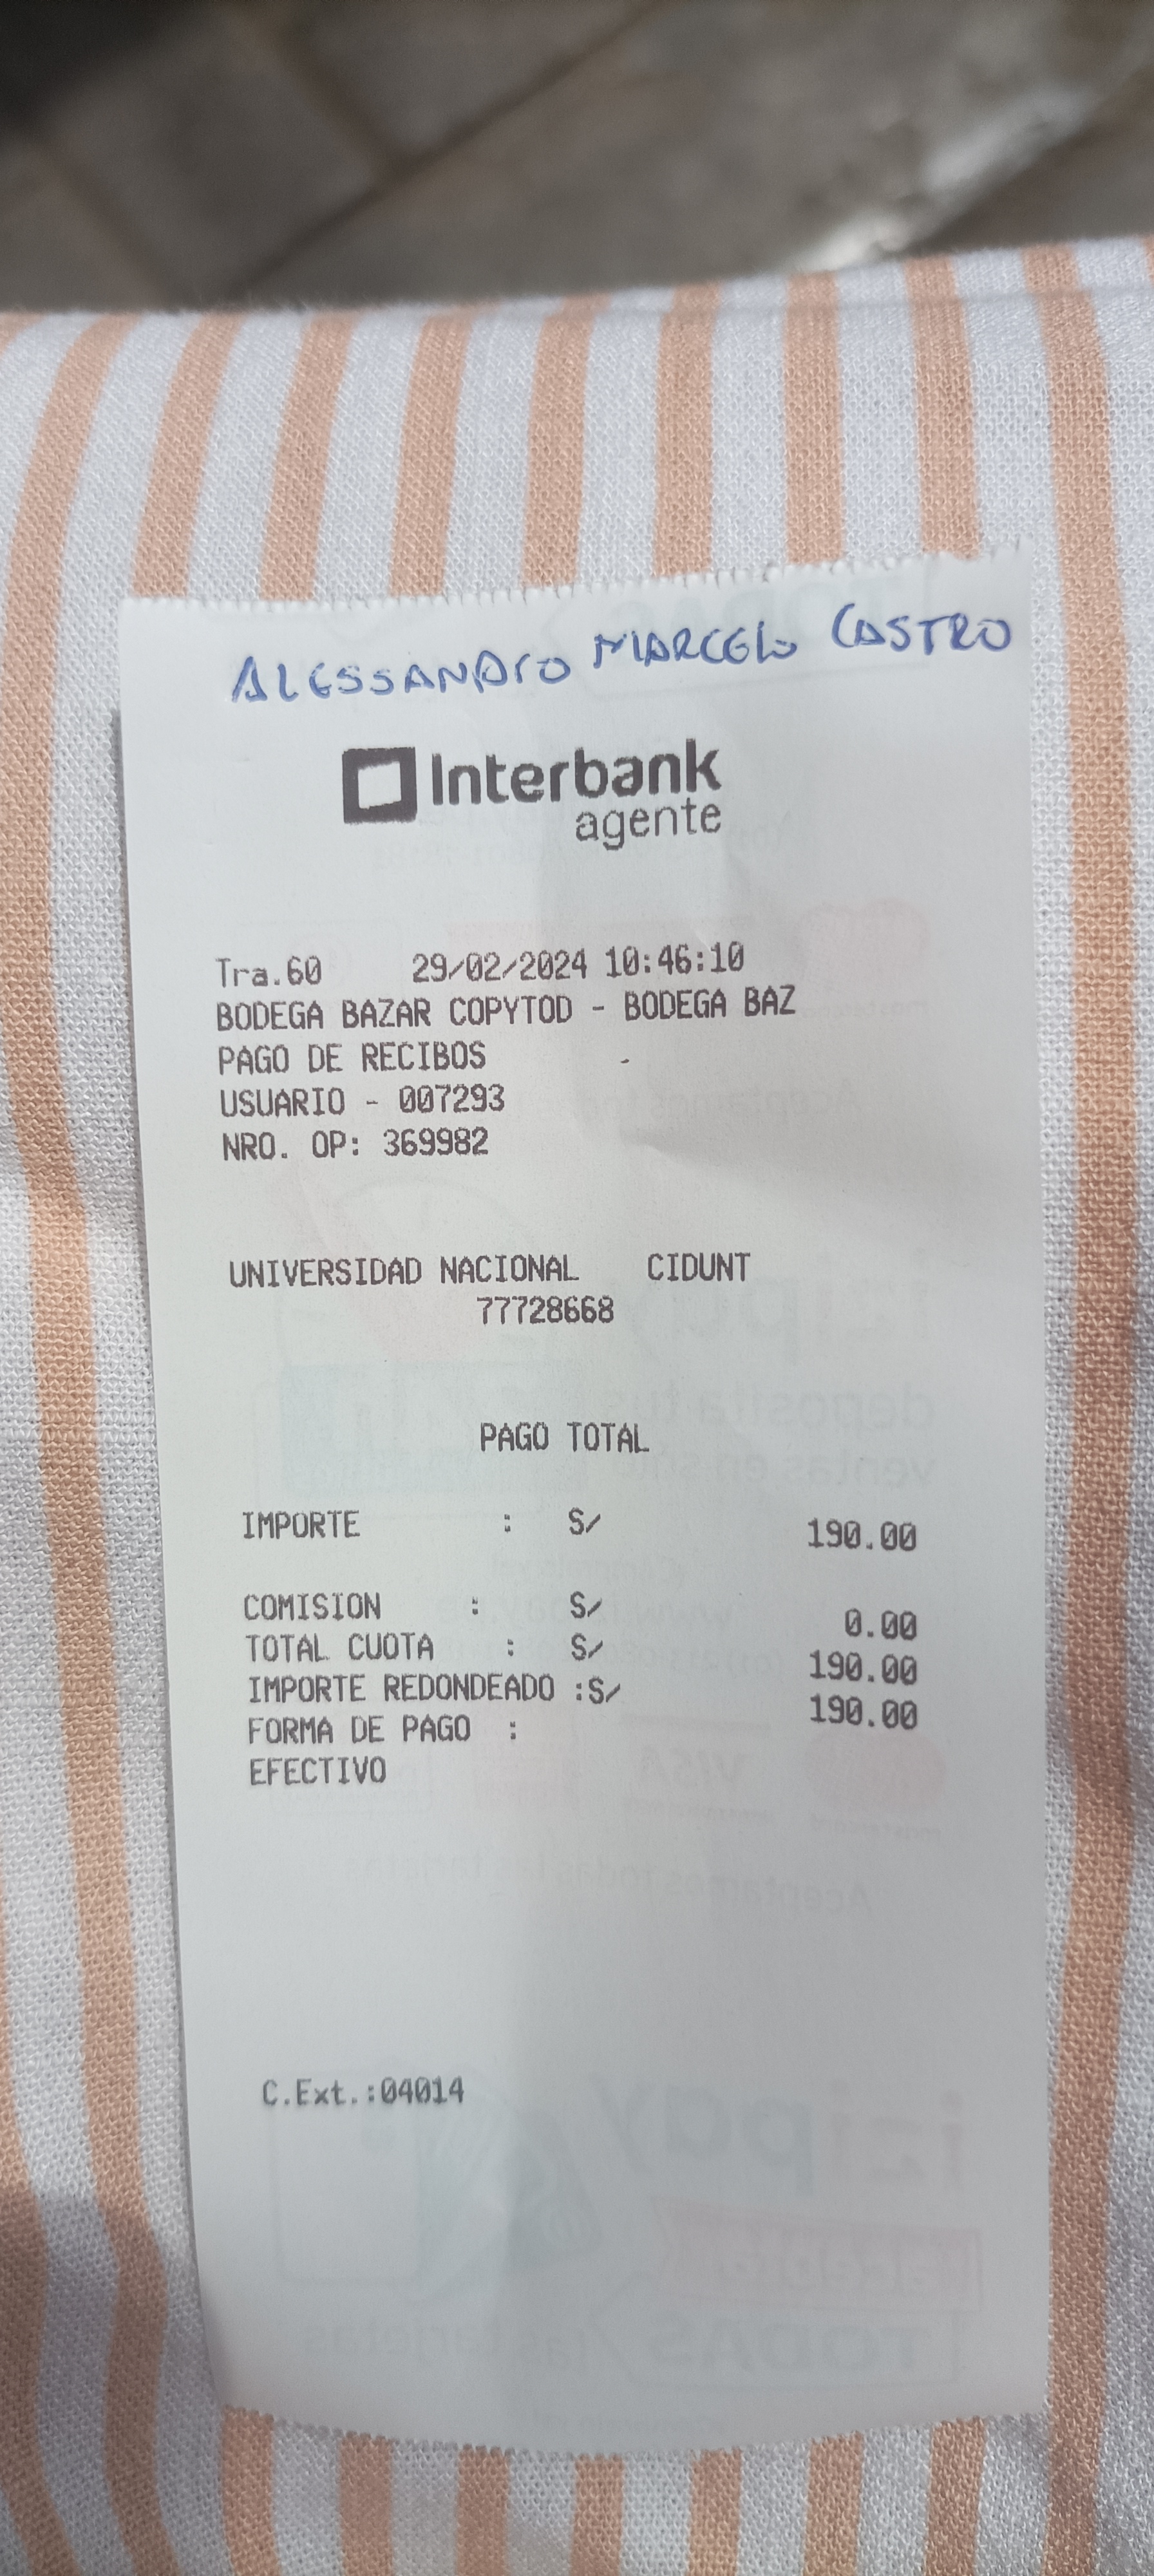 ALESSANDRO MARCELO CASTRO
Interbank
agente
Tra.60 29/02/2024 10:46:10
BODEGA BAZAR COPYTOD - BODEGA BAZ
PAGO DE RECIBOS -
USUARIO - 007293
NRO. OP: 369982
UNIVERSIDAD NACIONAL CIDUNT
77728668
PAGO TOTAL
IMPORTE : S/ 190.00
COMISION : S/ 0.00
TOTAL CUOTA : S/ 190.00
IMPORTE REDONDEADO :S/ 190.00
FORMA DE PAGO :
EFECTIVO
C.Ext.:04014